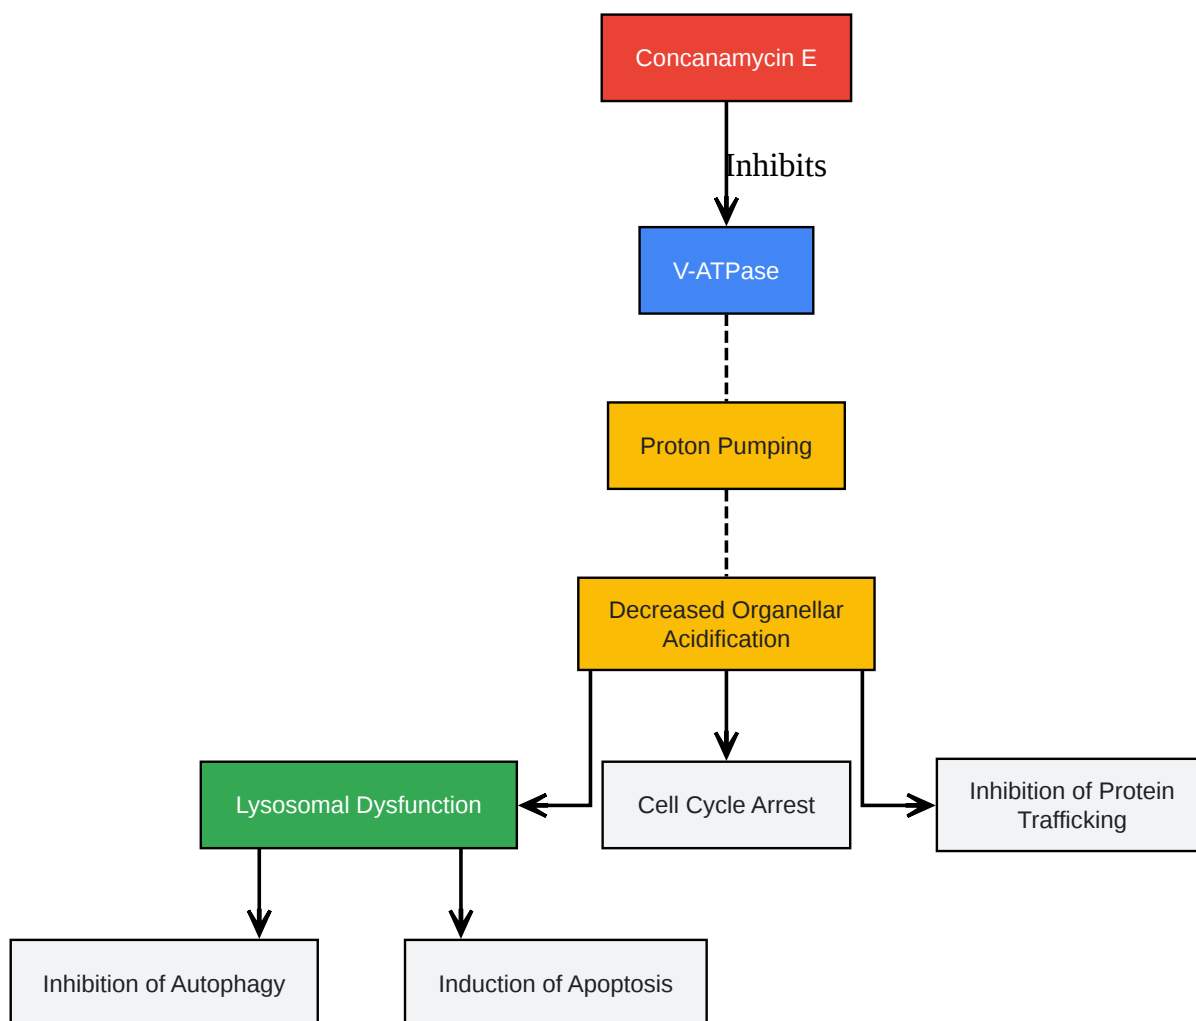 Concanamycin E
Inhibits
V-ATPase
Proton Pumping
Decreased Organellar
Acidification
Lysosomal Dysfunction
Cell Cycle Arrest
Inhibition of Protein
Trafficking
Inhibition of Autophagy
Induction of Apoptosis